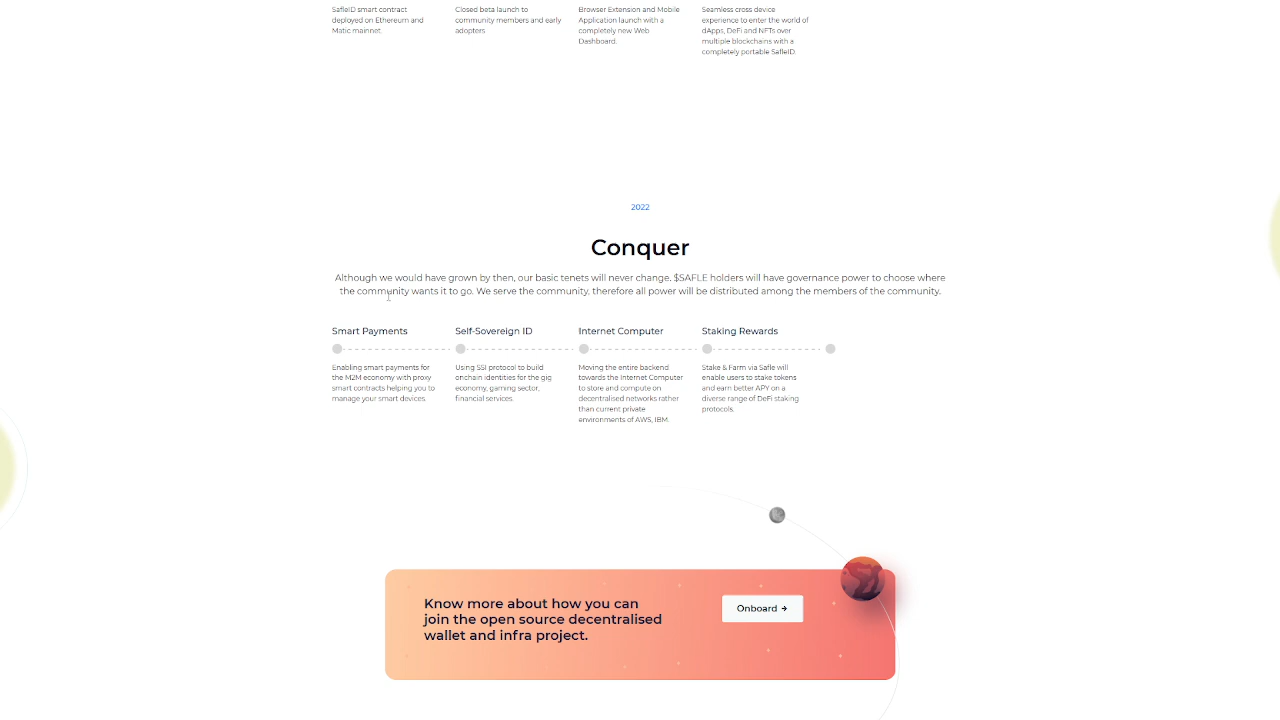 SafleID smart contract
deployed on Ethereum and
Matic mainnet.
Closed beta launch to
community members and early
adopters
Browser Extension and Mobile
Application launch with a
completely new Web
Dashboard.
Seamless cross device
experience to enter the world of
dApps, DeFi and NFTs over
multiple blockchains with a
completely portable SafleID.
2022
Conquer
Although we would have grown by then, our basic tenets will never change. $SAFLE holders will have governance power to choose where
the community wants it to go. We serve the community, therefore all power will be distributed among the members of the community.
Smart Payments
Enabling smart payments for
the M2M economy with proxy
smart contracts helping you to
manage your smart devices.
Self-Sovereign ID
Using SSI protocol to build
onchain identities for the gig
economy, gaming sector,
financial services.
Internet Computer
Moving the entire backend
towards the Internet Computer
to store and compute on
decentralised networks rather
than current private
environments of AWS, IBM.
Staking Rewards
Stake & Farm via Safle will
enable users to stake tokens
and earn better APY on a
diverse range of DeFi staking
protocols.
Know more about how you can
join the open source decentralised
wallet and infra project.
Onboard →